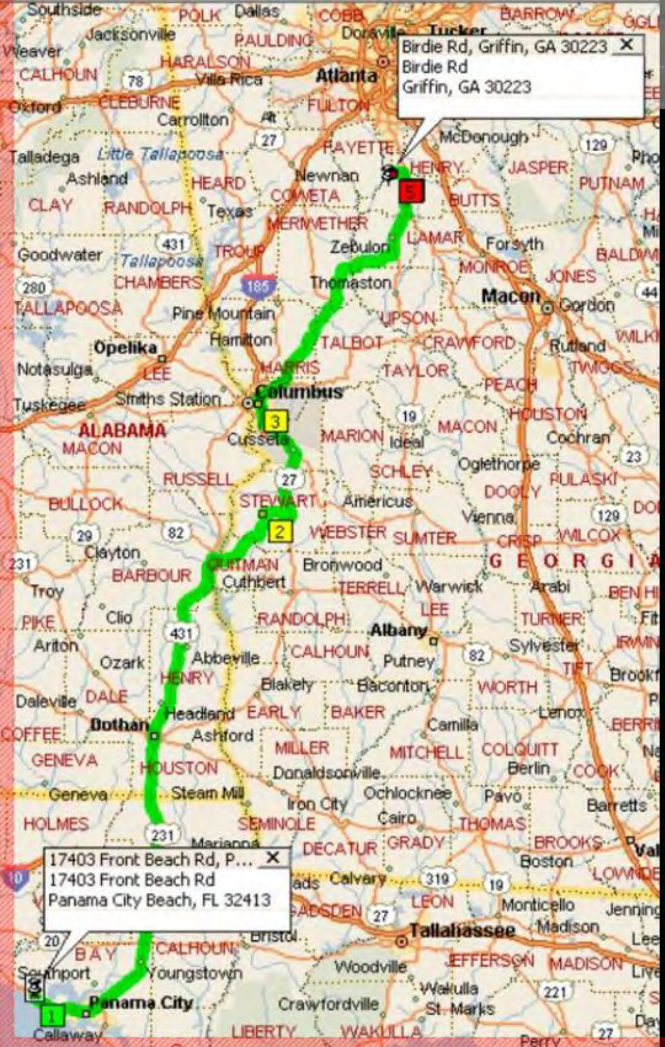 Southside
POLK
Dallas
COBB
BARROW
Jacksonville
Doraville
Tucker
Weaver
PAULDING
Birdie Rd, Griffin, GA 30223
Birdie Rd
Griffin, GA 30223
CALHOUN
78
HARALSON
Villa Rica
Atlanta
Oxford
CLEBURNE
FULTON
Carrollton
Alt
27
FAYETTE
McDonough
129
Talladega
Little Tallapoosa
HENRY
JASPER
Ashland
HEARD
Newnan
PUTNAM
CLAY
RANDOLPH
Texas
COWETA
5
BUTTS
MERIWETHER
431
TROUP
Zebulon
LAMAR
Forsyth
Goodwater
Tallapoosa
MONROE
280
CHAMBERS
185
Thomaston
JONES
TALLAPOOSA
Macon
Gordon
Pine Mountain
UPSON
Opelika
Hamilton
TALBOT
CRAWFORD
Rutland
Notasulga
LEE
HARRIS
TAYLOR
TWIGGS
PEACH
Tuskegee
Smiths Station
Columbus
19
HOUSTON
3
MACON
ALABAMA
Cusseta
MARION
Ideal
Cochran
MACON
23
RUSSELL
27
SCHLEY
Oglethorpe
PULASKI
BULLOCK
STEWART
Americus
DOOLY
29
82
2
WEBSTER
Vienna
129
Clayton
SUMTER
CRISP
WILCOX
231
BARBOUR
QUITMAN
Bronwood
GEORGIA
Troy
Cuthbert
TERRELL
Warwick
Arabi
PIKE
Clio
RANDOLPH
LEE
TURNER
431
Albany
Ariton
Abbeville
CALHOUN
82
Sylvester
Ozark
HENRY
Putney
TIFT
Daleville
DALE
Blakely
Baconton
WORTH
COFFEE
Dothan
Headland
EARLY
BAKER
Camilla
Lenox
Ashford
GENEVA
HOUSTON
MILLER
MITCHELL
COLQUITT
Berlin
COOK
Donaldsonville
Geneva
Steam Mill
Ochlocknee
Pavo
Iron City
Cairo
Barretts
HOLMES
231
SEMINOLE
THOMAS
Marianna
DECATUR
GRADY
BROOKS
17403 Front Beach Rd, P...
17403 Front Beach Rd
Panama City Beach, FL 32413
Boston
10
Calvary
319
19
LEON
Monticello
27
20
Tallahassee
Madison
BAY
CALHOUN
Bristol
JEFFERSON
MADISON
Southport
Youngstown
Woodville
Wakulla
221
1
Panama City
Crawfordville
St. Marks
Callaway
LIBERTY
WAKULLA
Perry
27